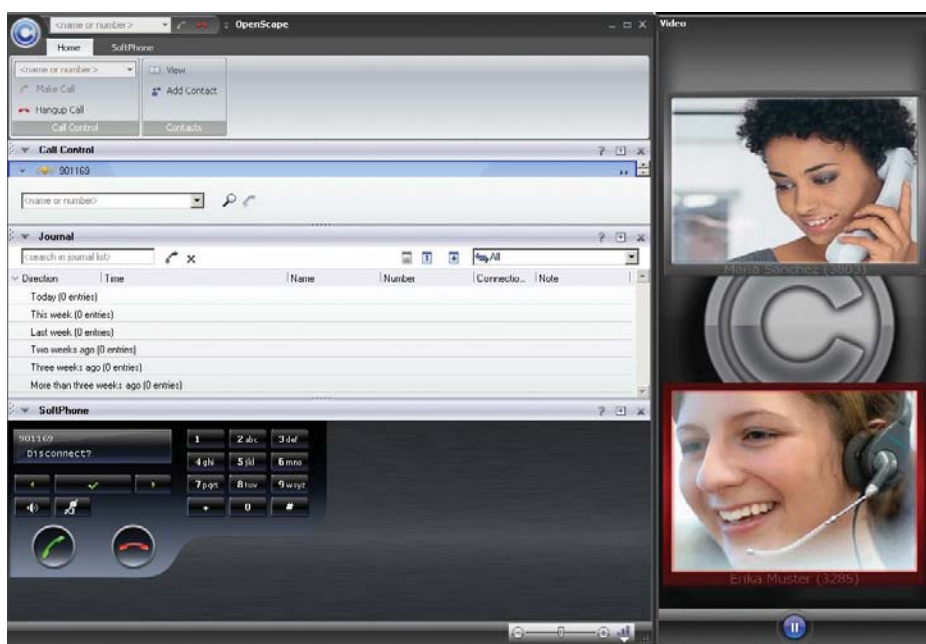 <name or number>
OpenScape
Video
Home
SoftPhone
<name or number>
View
Make Call
Add Contact
Hangup Call
Call Control
Contacts
Call Control
901169
<name or number>
Journal
<search in journal list>
All
Direction Time Name Number Connectio... Note
Today (0 entries)
This week (0 entries)
Last week (0 entries)
Two weeks ago (0 entries)
Three weeks ago (0 entries)
More than three weeks ago (0 entries)
SoftPhone
901169
Disconnect?
1 2 abc 3 def
4 ghi 5 jkl 6 mno
7 pqrs 8 tuv 9 wxyz
* 0 #
Maria Sanchez (3803)
Erika Muster (3285)